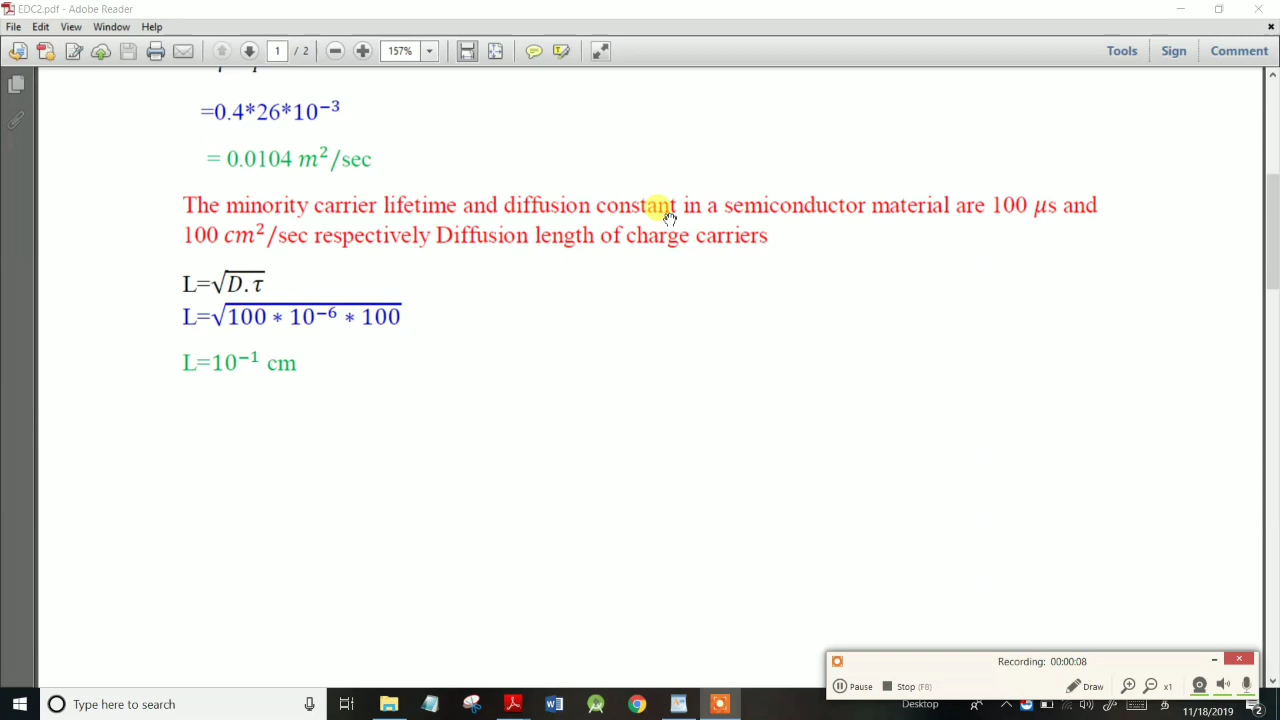 EDC2.pdf - Adobe Reader
File Edit View Window Help
1 / 2 157% Tools Sign Comment
=0.4*26*10⁻³
= 0.0104 m²/sec
The minority carrier lifetime and diffusion constant in a semiconductor material are 100 μs and
100 cm²/sec respectively Diffusion length of charge carriers
L=√D.τ
L=√100 * 10⁻⁶ * 100
L=10⁻¹ cm
Recording: 00:00:08
Pause Stop (F8) Draw x1
Type here to search
Desktop
11/18/2019 2